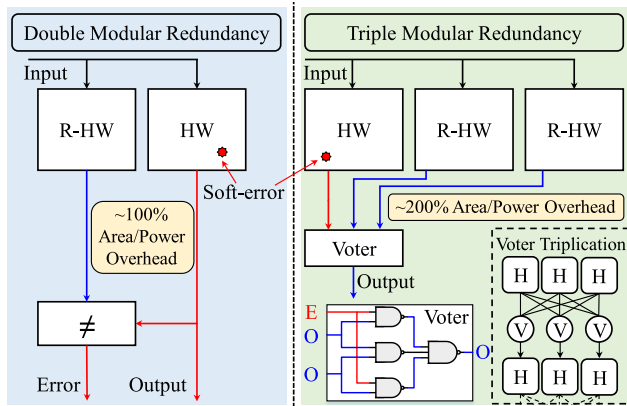 Double Modular Redundancy
Input
R-HW
HW
Soft-error
~100%
Area/Power
Overhead
≠
Error
Output
Triple Modular Redundancy
Input
HW
R-HW
R-HW
~200% Area/Power Overhead
Voter
Output
Voter
E
O
O
O
Voter Triplication
H H H
V V V
H H H